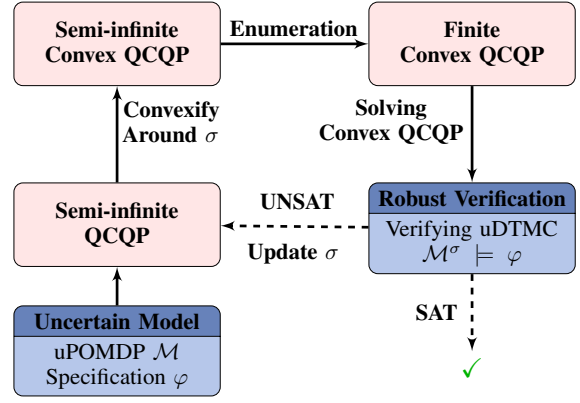 Semi-infinite
Convex QCQP
Enumeration
Finite
Convex QCQP
Convexify
Around σ
Solving
Convex QCQP
Semi-infinite
QCQP
UNSAT
Update σ
Robust Verification
Verifying uDTMC
ℳ^σ ⊨ φ
Uncertain Model
uPOMDP ℳ
Specification φ
SAT
✓